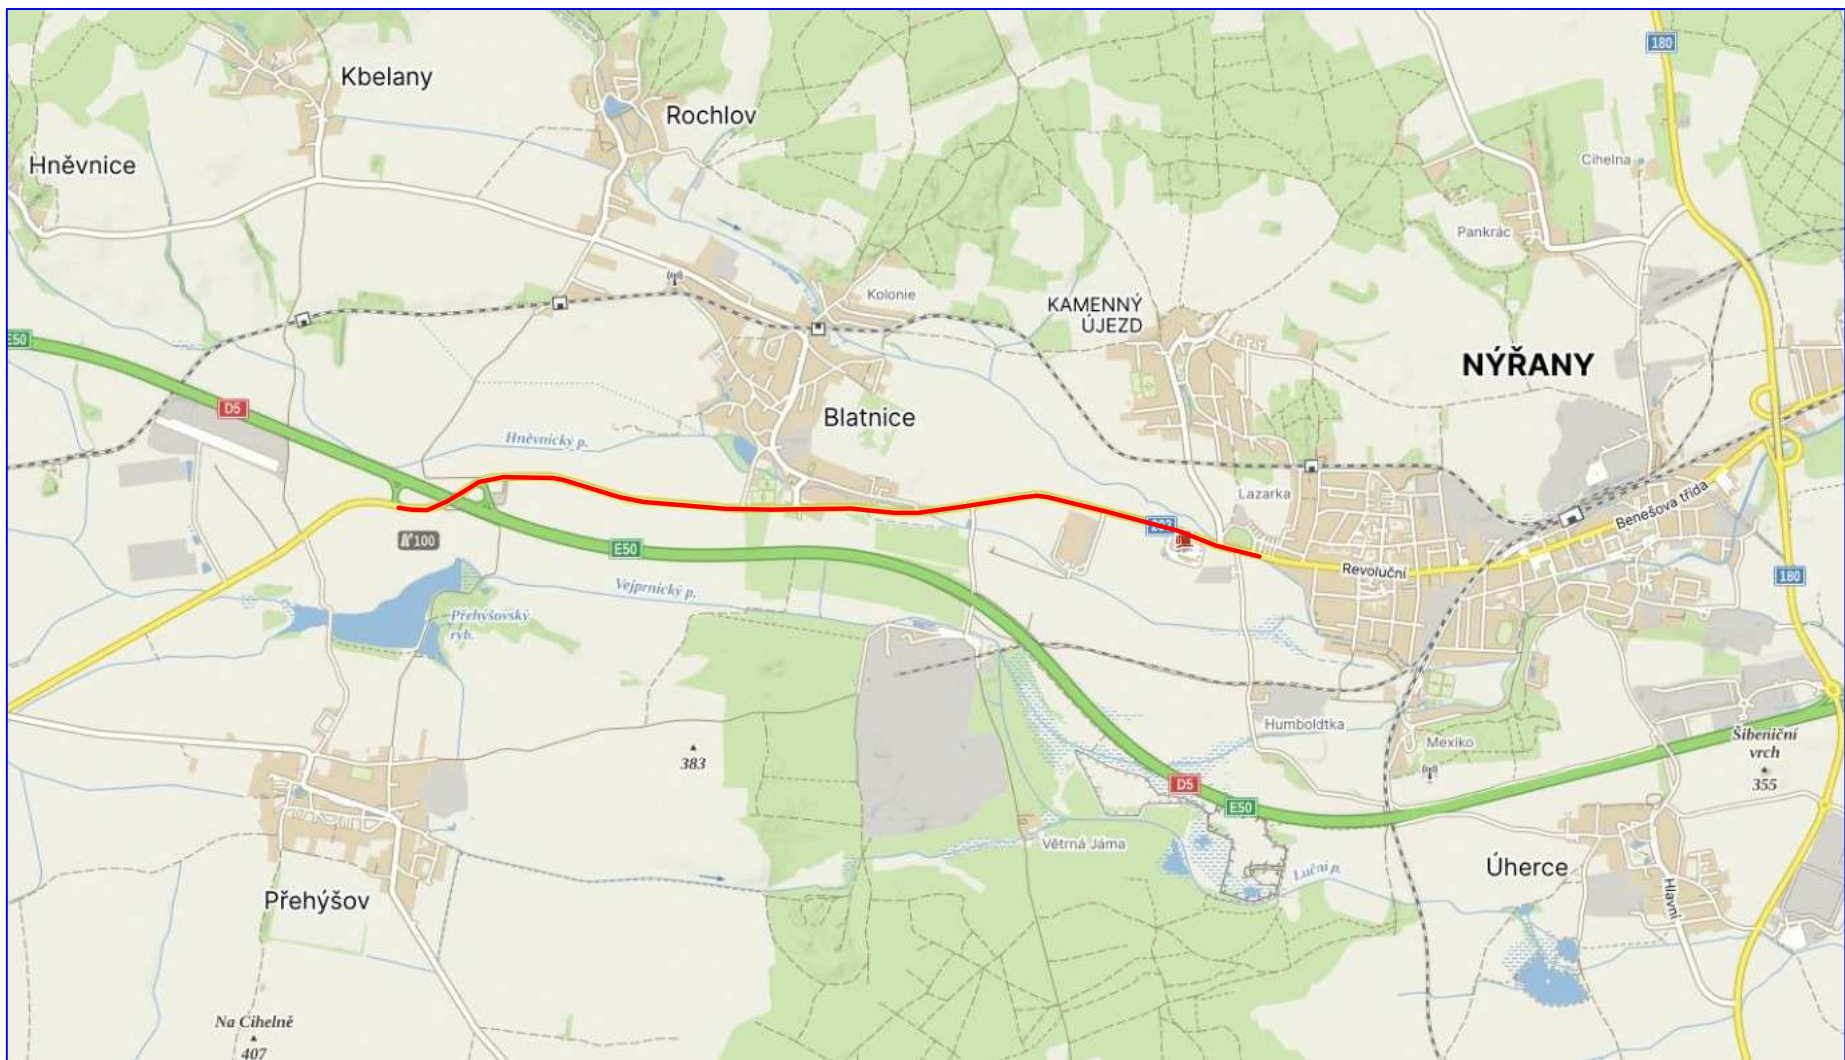 180
Kbelany
Rochlov
Hněvnice
Cihelna
Pankrác
Kolonie
KAMENNÝ
ÚJEZD
E50
NÝŘANY
D5
Blatnice
Hněvnický p.
Lazarka
Benešova třída
100
E50
Revoluční
180
Vejprnický p.
Přehýšovský
ryb.
Humboldtka
Mexiko
Šibeniční
vrch
355
383
D5
E50
Větrná Jáma
Luční p.
Úherce
Hlavní
Přehýšov
Na Cihelně
407